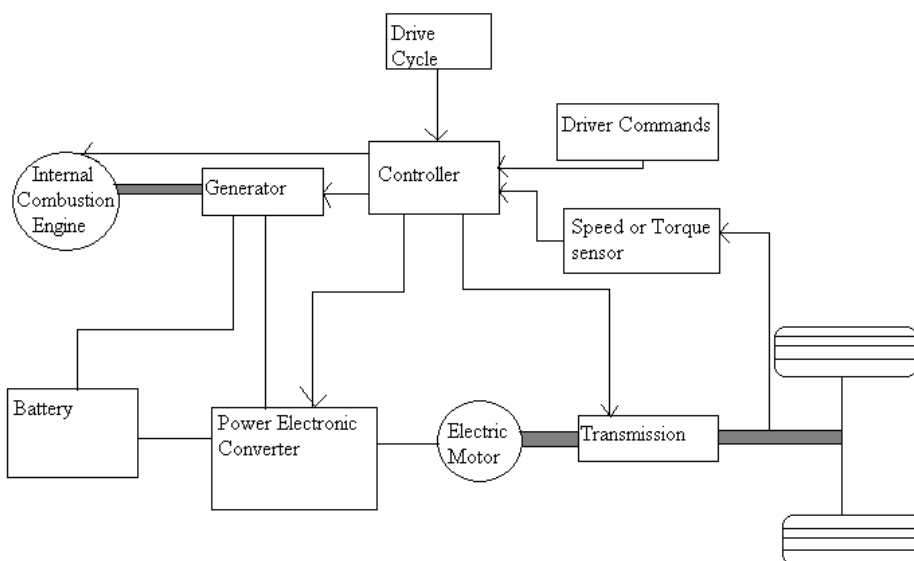 Drive
Cycle
Driver Commands
Internal
Combustion
Engine
Generator
Controller
Speed or Torque
sensor
Battery
Power Electronic
Converter
Electric
Motor
Transmission